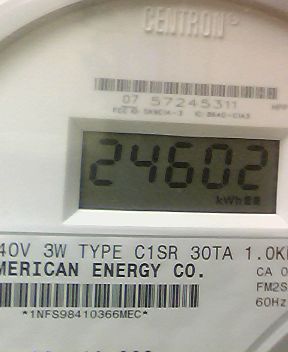 CENTRON®
07 57245311
24602
kWh
40V 3W TYPE C1SR 30TA 1.0K
MERICAN ENERGY CO.
CA 0
FM2S
60Hz
*1NFS98410366MEC*